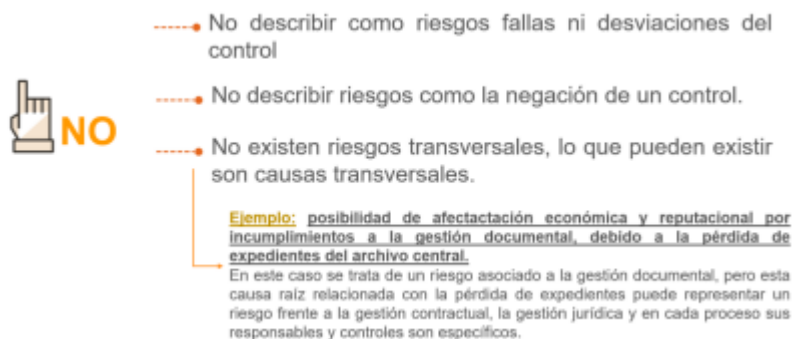 No describir como riesgos fallas ni desviaciones del
control
No describir riesgos como la negación de un control.
NO
No existen riesgos transversales, lo que pueden existir
son causas transversales.
Ejemplo: posibilidad de afectactación económica y reputacional por
incumplimientos a la gestión documental, debido a la pérdida de
expedientes del archivo central.
En este caso se trata de un riesgo asociado a la gestión documental, pero esta
causa raíz relacionada con la pérdida de expedientes puede representar un
riesgo frente a la gestión contractual, la gestión jurídica y en cada proceso sus
responsables y controles son específicos.